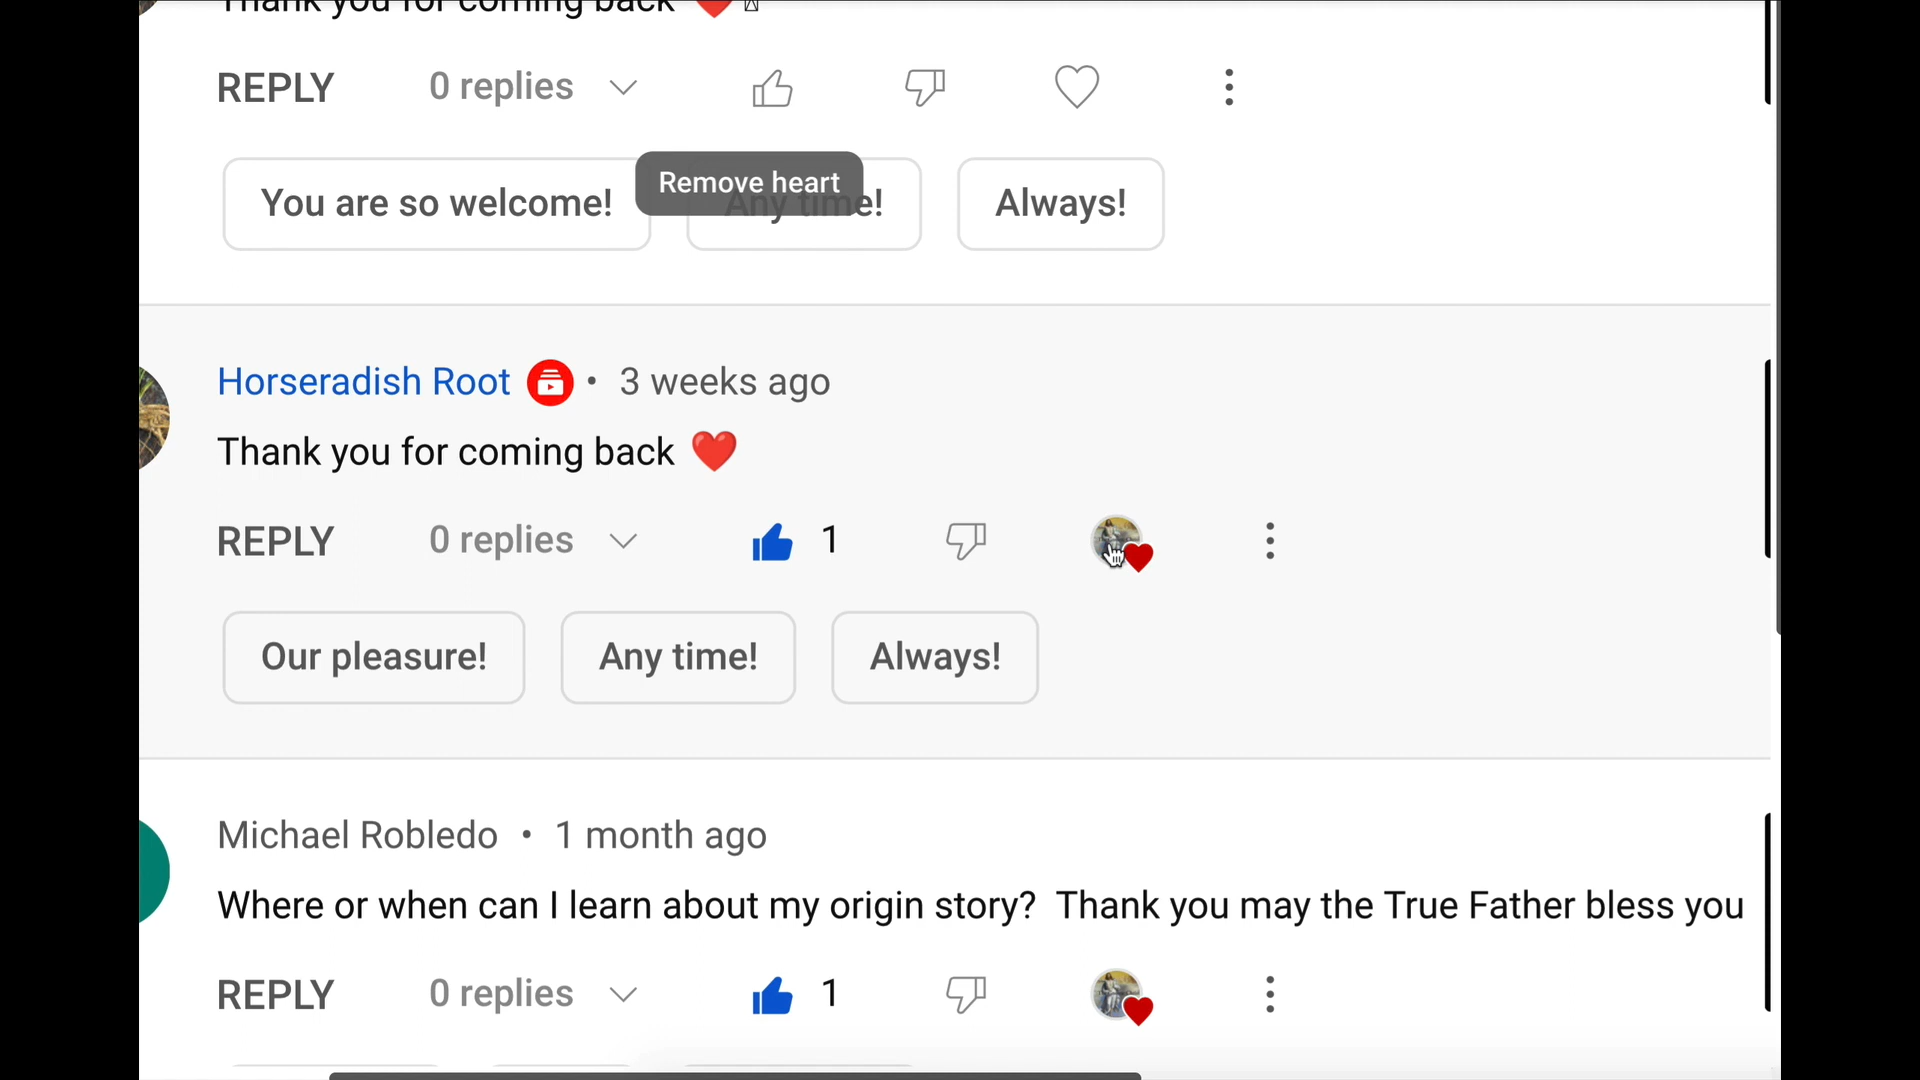 Thank you for coming back ❤️
REPLY 0 replies
You are so welcome! Any time! Always!
Remove heart
Horseradish Root • 3 weeks ago
Thank you for coming back ❤️
REPLY 0 replies 1
Our pleasure! Any time! Always!
Michael Robledo • 1 month ago
Where or when can I learn about my origin story? Thank you may the True Father bless you
REPLY 0 replies 1